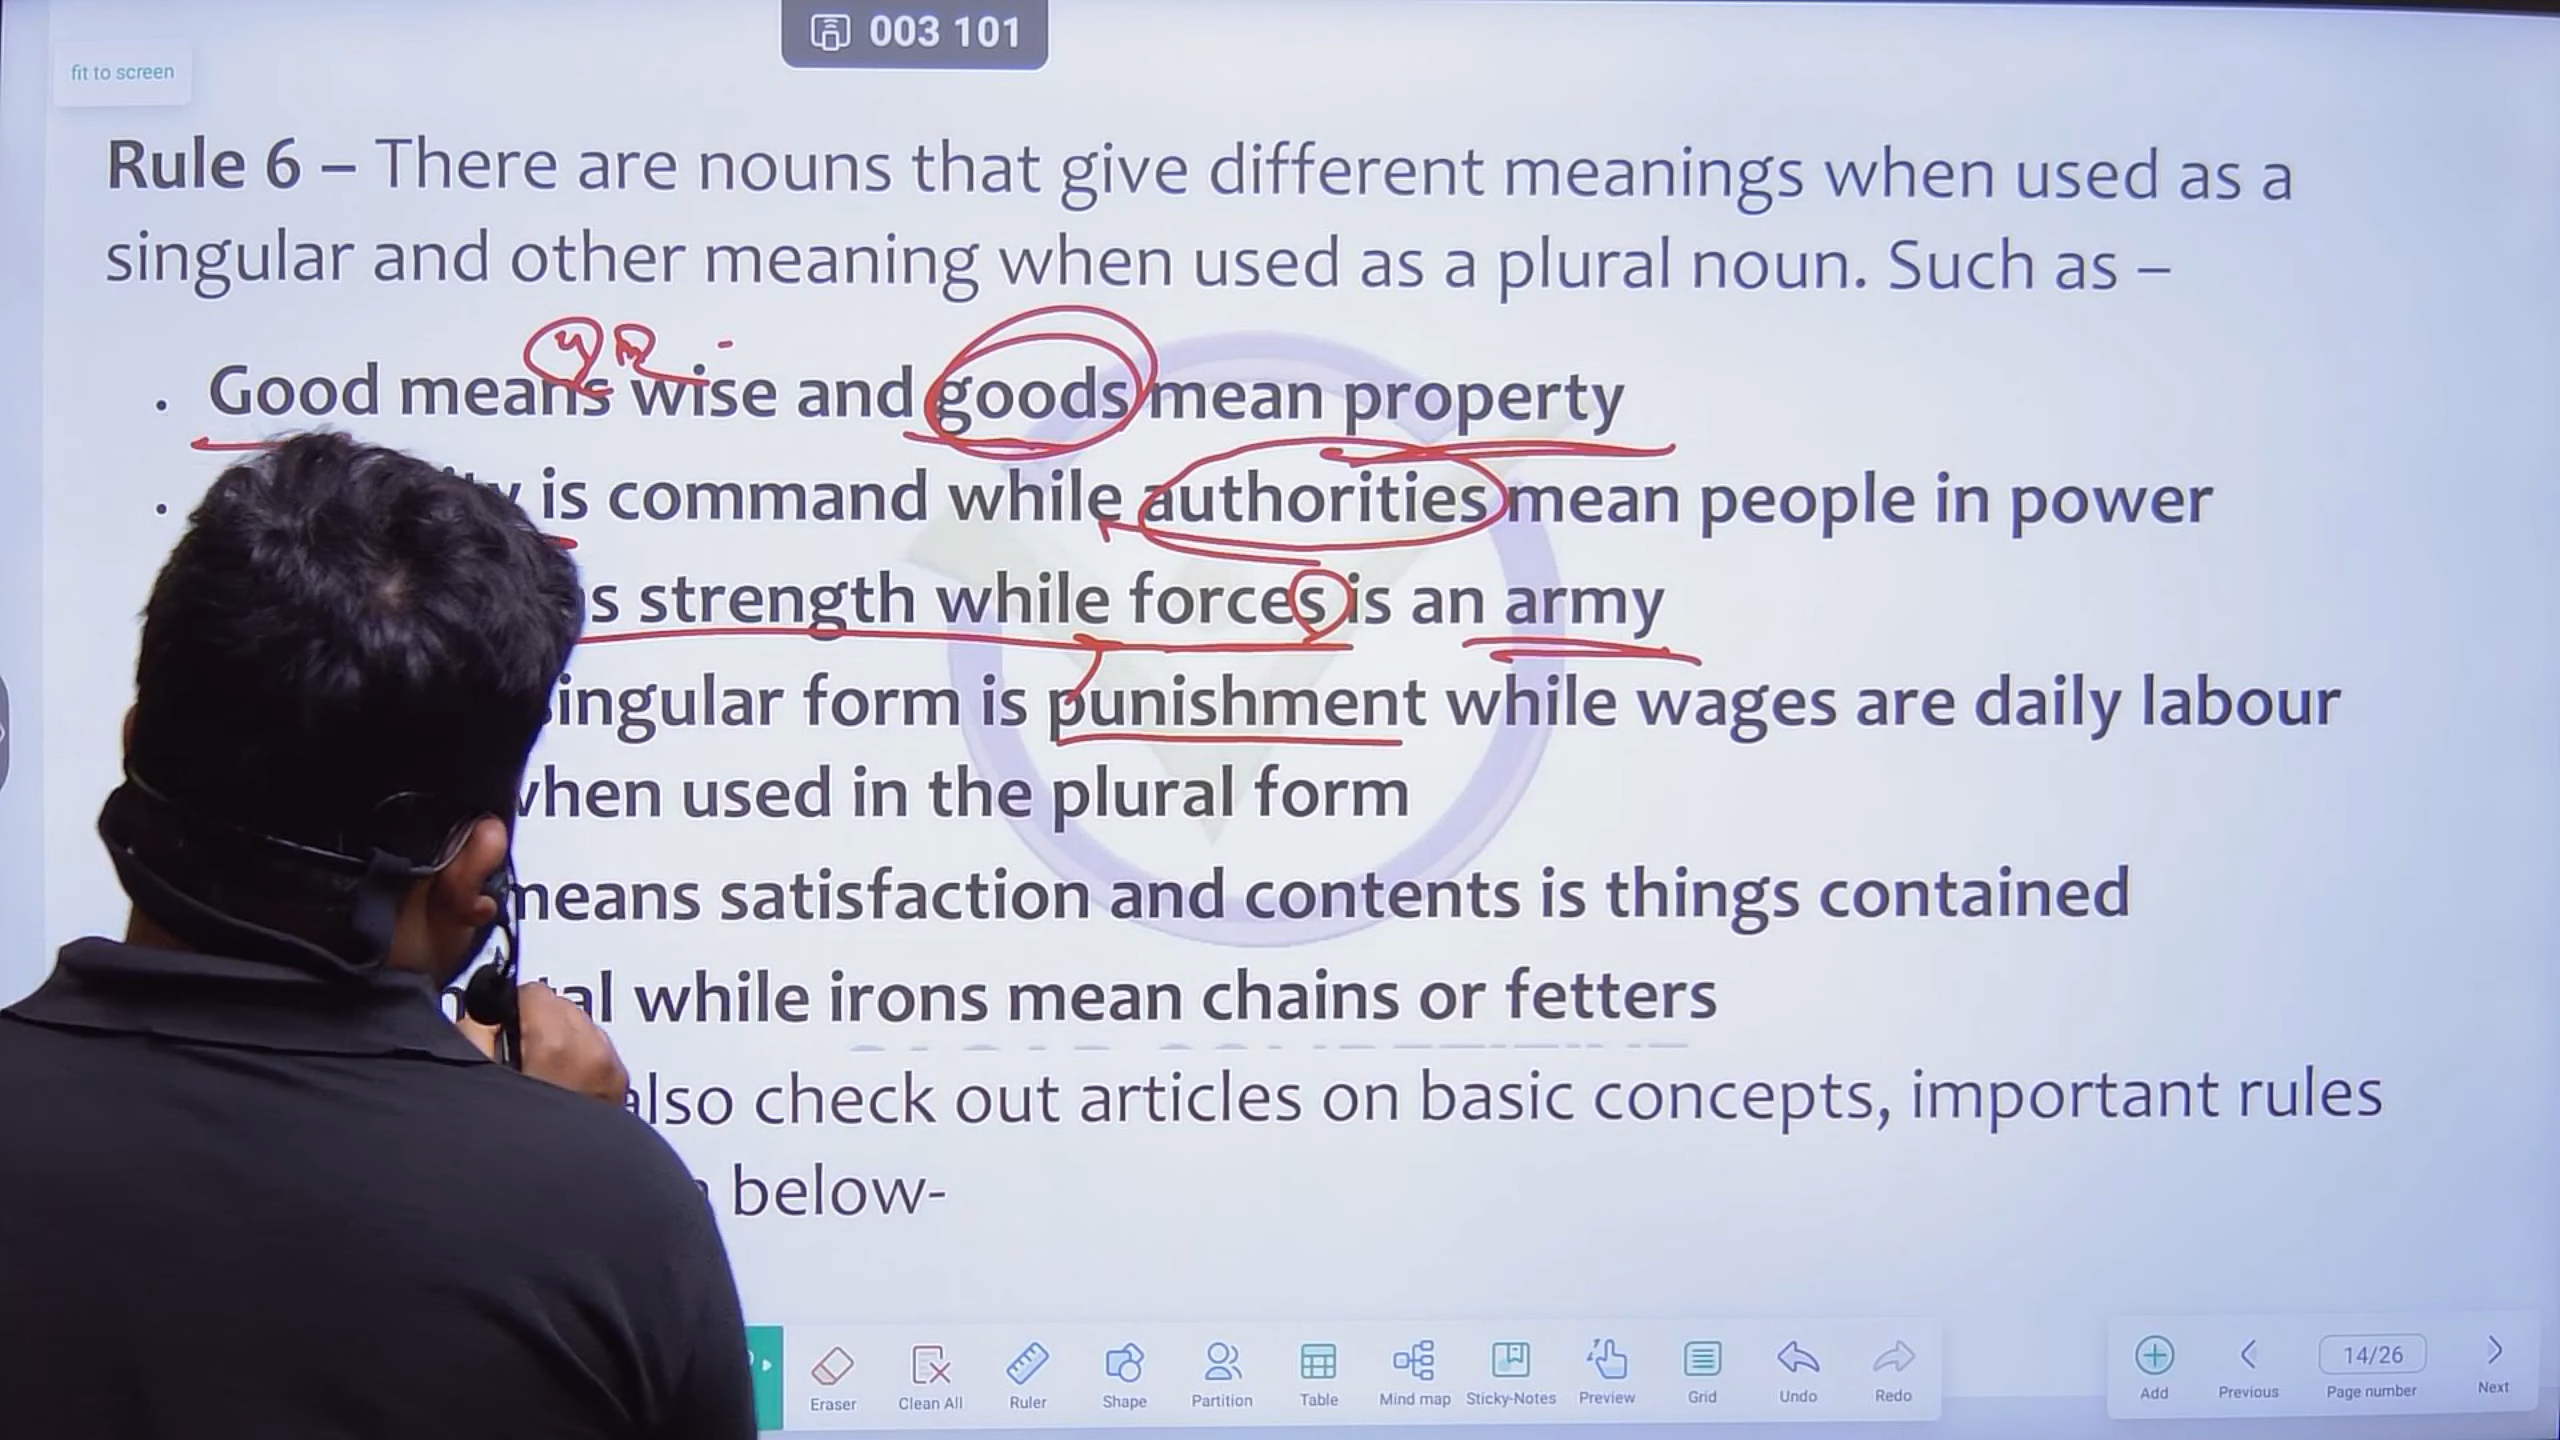 003 101
fit to screen
Rule 6 – There are nouns that give different meanings when used as a
singular and other meaning when used as a plural noun. Such as –
. Good means wise and goods mean property
. is command while authorities mean people in power
strength while forces is an army
singular form is punishment while wages are daily labour
when used in the plural form
means satisfaction and contents is things contained
while irons mean chains or fetters
also check out articles on basic concepts, important rules
below-
Eraser Clean All Ruler Shape Partition Table Mind map Sticky-Notes Preview Grid Undo Redo
Add Previous 14/26 Page number Next